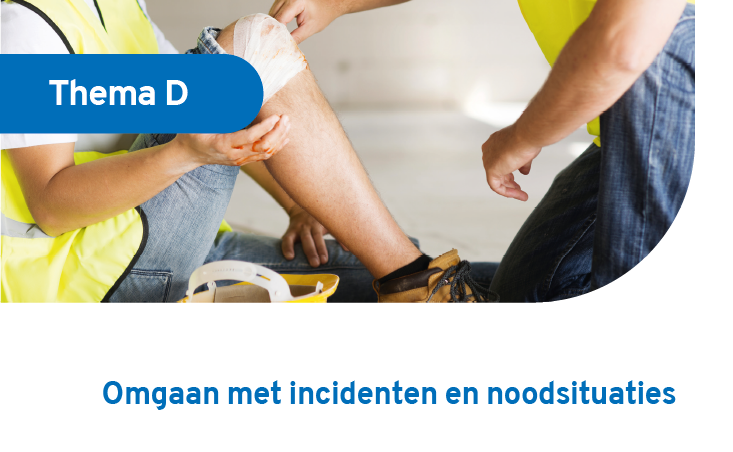 Thema D
Omgaan met incidenten en noodsituaties